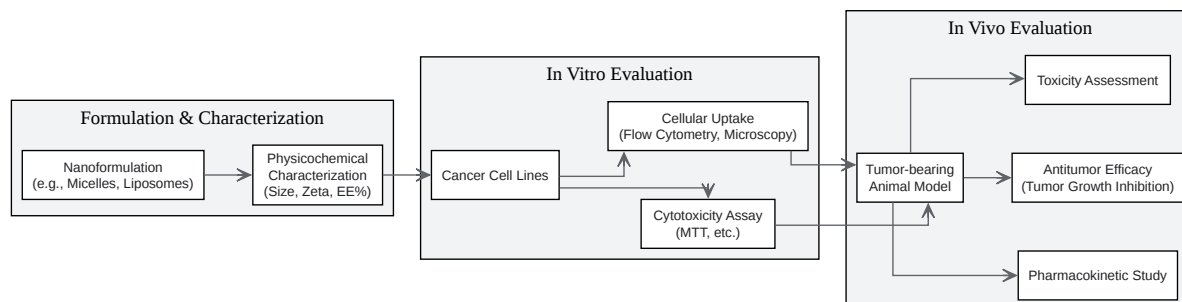 Formulation & Characterization
Nanoformulation
(e.g., Micelles, Liposomes)
Physicochemical
Characterization
(Size, Zeta, EE%)
In Vitro Evaluation
Cancer Cell Lines
Cellular Uptake
(Flow Cytometry, Microscopy)
Cytotoxicity Assay
(MTT, etc.)
In Vivo Evaluation
Tumor-bearing
Animal Model
Toxicity Assessment
Antitumor Efficacy
(Tumor Growth Inhibition)
Pharmacokinetic Study